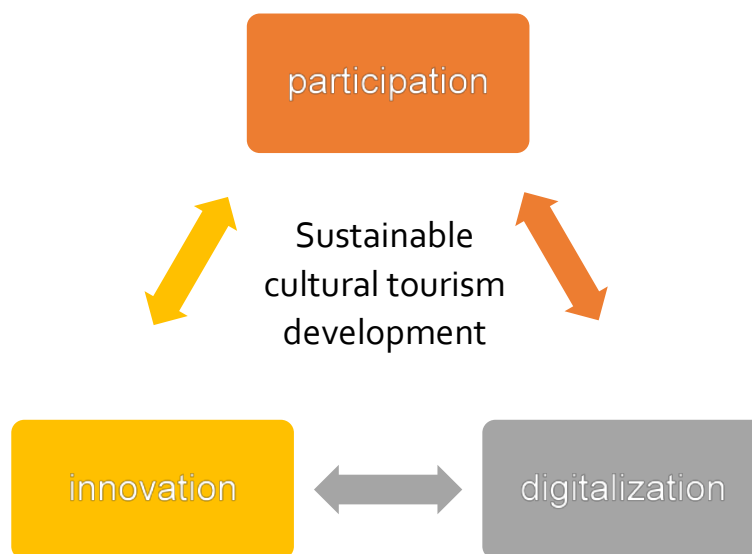 participation
Sustainable
cultural tourism
development
innovation
digitalization